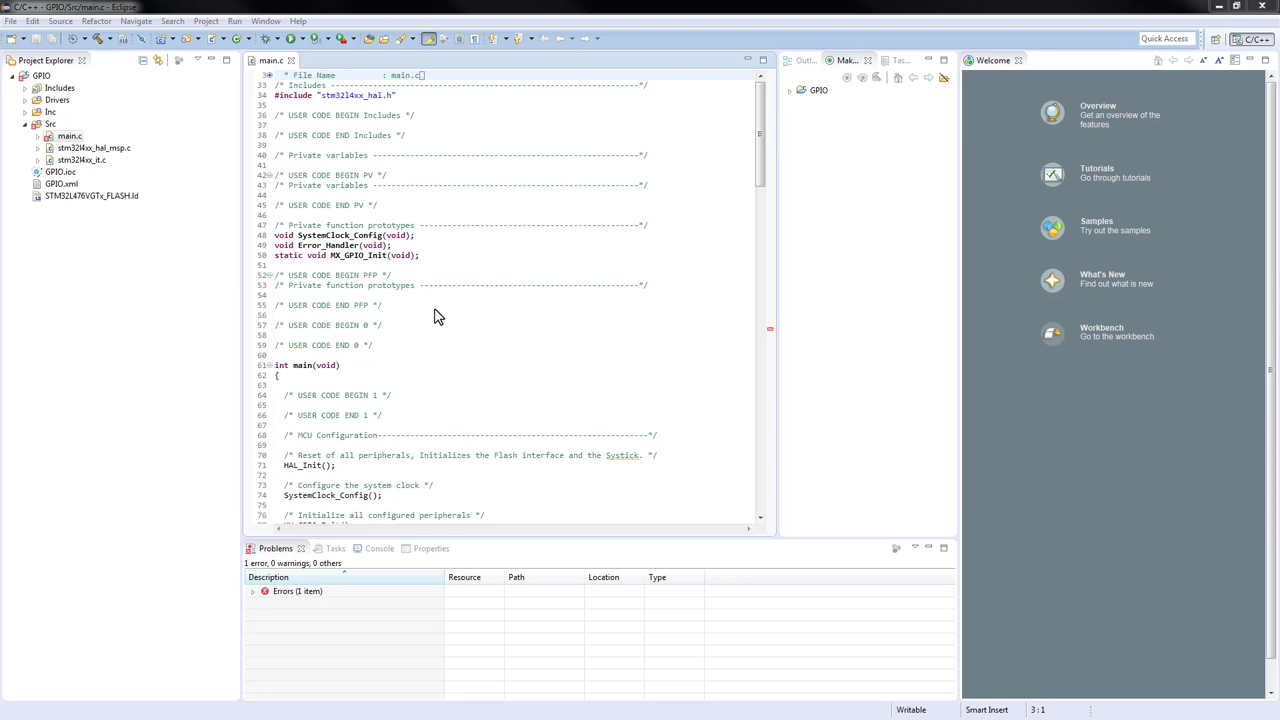 C/C++ - GPIO/Src/main.c - Eclipse
File Edit Source Refactor Navigate Search Project Run Window Help
Quick Access
C/C++
Project Explorer
GPIO
Includes
Drivers
Inc
Src
main.c
stm32l4xx_hal_msp.c
stm32l4xx_it.c
GPIO.ioc
GPIO.xml
STM32L476VGTx_FLASH.ld
main.c
3 * File Name : main.c
33 /* Includes ------------------------------------------------------------------*/
34 #include "stm32l4xx_hal.h"
35
36 /* USER CODE BEGIN Includes */
37
38 /* USER CODE END Includes */
39
40 /* Private variables ---------------------------------------------------------*/
41
42 /* USER CODE BEGIN PV */
43 /* Private variables ---------------------------------------------------------*/
44
45 /* USER CODE END PV */
46
47 /* Private function prototypes -----------------------------------------------*/
48 void SystemClock_Config(void);
49 void Error_Handler(void);
50 static void MX_GPIO_Init(void);
51
52 /* USER CODE BEGIN PFP */
53 /* Private function prototypes -----------------------------------------------*/
54
55 /* USER CODE END PFP */
56
57 /* USER CODE BEGIN 0 */
58
59 /* USER CODE END 0 */
60
61 int main(void)
62 {
63
64 /* USER CODE BEGIN 1 */
65
66 /* USER CODE END 1 */
67
68 /* MCU Configuration----------------------------------------------------------*/
69
70 /* Reset of all peripherals, Initializes the Flash interface and the Systick. */
71 HAL_Init();
72
73 /* Configure the system clock */
74 SystemClock_Config();
75
76 /* Initialize all configured peripherals */
Outl... Mak... Tas...
GPIO
Welcome
Overview
Get an overview of the
features
Tutorials
Go through tutorials
Samples
Try out the samples
What's New
Find out what is new
Workbench
Go to the workbench
Problems Tasks Console Properties
1 error, 0 warnings, 0 others
Description Resource Path Location Type
Errors (1 item)
Writable Smart Insert 3 : 1